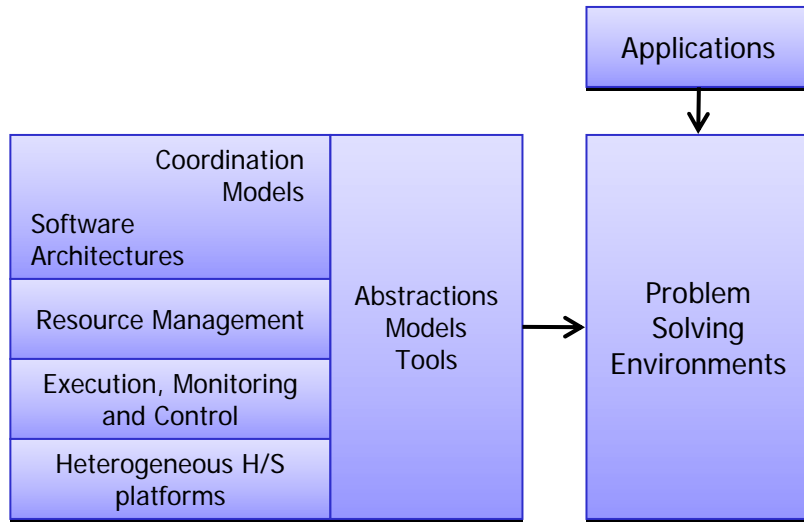 Applications
Coordination
Models
Software
Architectures
Resource Management
Execution, Monitoring
and Control
Heterogeneous H/S
platforms
Abstractions
Models
Tools
Problem
Solving
Environments